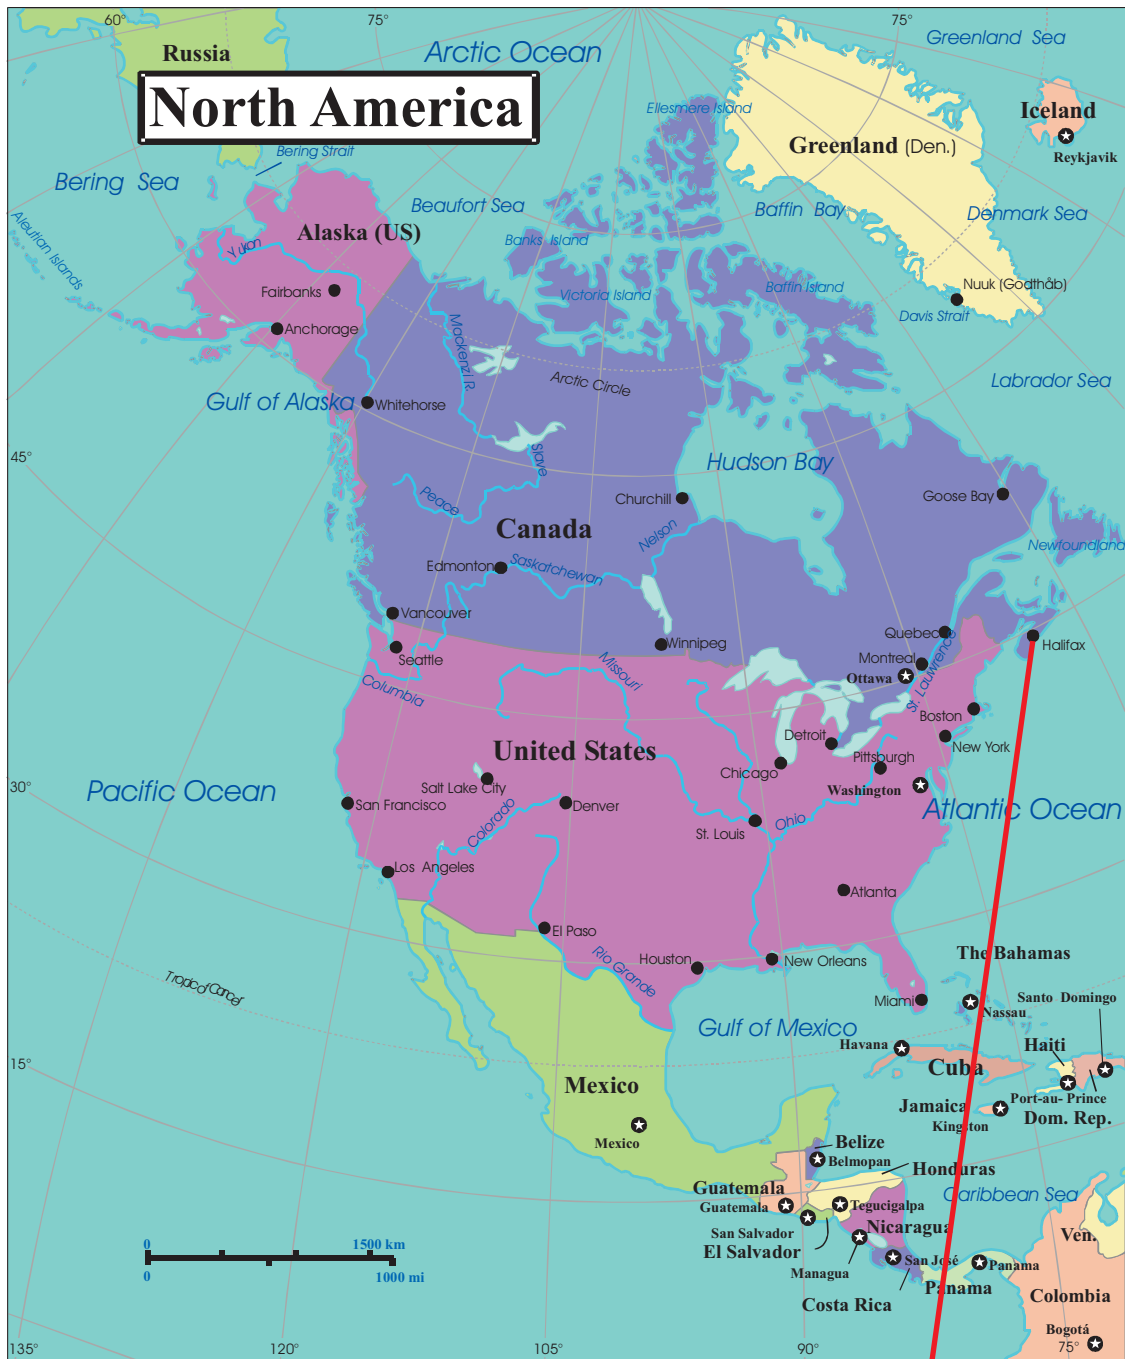 60°
75°
75°
Russia
Arctic Ocean
Greenland Sea
North America
Ellesmere Island
Iceland
Reykjavik
Greenland (Den.)
Bering Strait
Bering Sea
Beaufort Sea
Baffin Bay
Denmark Sea
Aleutian Islands
Alaska (US)
Yukon
Banks Island
Fairbanks
Victoria Island
Baffin Island
Nuuk (Godthåb)
Davis Strait
Anchorage
Mackenzi R.
Arctic Circle
Labrador Sea
Gulf of Alaska
Whitehorse
45°
Slave
Hudson Bay
Peace
Churchill
Goose Bay
Canada
Nelson
Newfoundland
Edmonton
Saskatchewan
Vancouver
Winnipeg
Quebec
Halifax
Seattle
Montreal
Missouri
Ottawa
St. Lauwrence
Columbia
Boston
United States
Detroit
New York
Pittsburgh
Chicago
30°
Pacific Ocean
Salt Lake City
Washington
San Francisco
Denver
Colorado
Atlantic Ocean
St. Louis
Ohio
Los Angeles
Atlanta
El Paso
Rio Grande
Houston
New Orleans
The Bahamas
Tropic of Cancer
Miami
Nassau
Santo Domingo
Gulf of Mexico
Havana
Haiti
15°
Cuba
Mexico
Port-au- Prince
Jamaica
Kingston
Dom. Rep.
Mexico
Belize
Belmopan
Honduras
Guatemala
Guatemala
Caribbean Sea
Tegucigalpa
San Salvador
Nicaragua
Ven.
El Salvador
0
1500 km
San José
Panama
Managua
0
1000 mi
Panama
Costa Rica
Colombia
Bogotá
135°
120°
105°
90°
75°